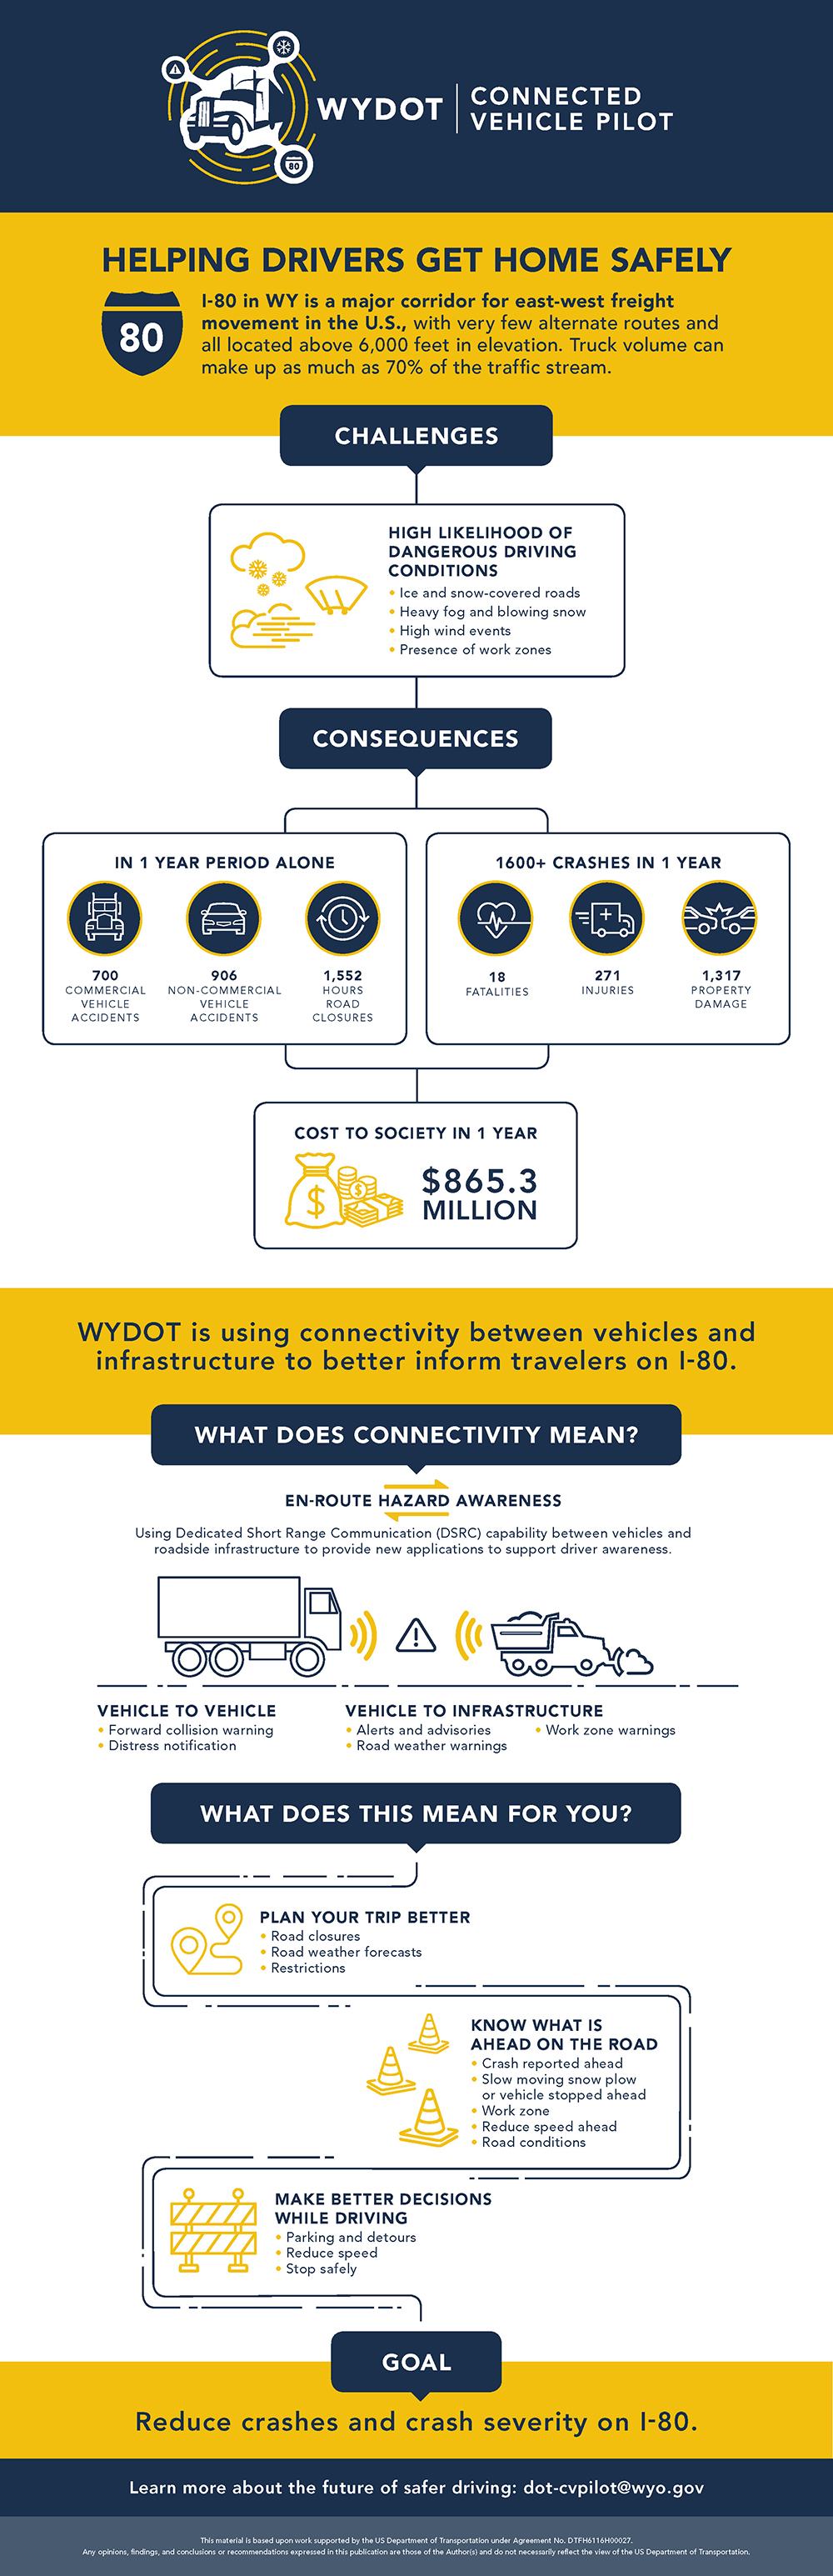 WYDOT
CONNECTED
VEHICLE PILOT
80
HELPING DRIVERS GET HOME SAFELY
80
I-80 in WY is a major corridor for east-west freight
movement in the U.S., with very few alternate routes and
all located above 6,000 feet in elevation. Truck volume can
make up as much as 70% of the traffic stream.
CHALLENGES
HIGH LIKELIHOOD OF
DANGEROUS DRIVING
CONDITIONS
• Ice and snow-covered roads
• Heavy fog and blowing snow
• High wind events
• Presence of work zones
CONSEQUENCES
IN 1 YEAR PERIOD ALONE
700
COMMERCIAL
VEHICLE
ACCIDENTS
906
NON-COMMERCIAL
VEHICLE
ACCIDENTS
1,552
HOURS
ROAD
CLOSURES
1600+ CRASHES IN 1 YEAR
18
FATALITIES
271
INJURIES
1,317
PROPERTY
DAMAGE
COST TO SOCIETY IN 1 YEAR
$
$
$865.3
MILLION
WYDOT is using connectivity between vehicles and
infrastructure to better inform travelers on I-80.
WHAT DOES CONNECTIVITY MEAN?
EN-ROUTE HAZARD AWARENESS
Using Dedicated Short Range Communication (DSRC) capability between vehicles and
roadside infrastructure to provide new applications to support driver awareness.
VEHICLE TO VEHICLE
• Forward collision warning
• Distress notification
VEHICLE TO INFRASTRUCTURE
• Alerts and advisories
• Road weather warnings
• Work zone warnings
WHAT DOES THIS MEAN FOR YOU?
PLAN YOUR TRIP BETTER
• Road closures
• Road weather forecasts
• Restrictions
KNOW WHAT IS
AHEAD ON THE ROAD
• Crash reported ahead
• Slow moving snow plow
or vehicle stopped ahead
• Work zone
• Reduce speed ahead
• Road conditions
MAKE BETTER DECISIONS
WHILE DRIVING
• Parking and detours
• Reduce speed
• Stop safely
GOAL
Reduce crashes and crash severity on I-80.
Learn more about the future of safer driving: dot-cvpilot@wyo.gov
This material is based upon work supported by the US Department of Transportation under Agreement No. DTFH6116H00027.
Any opinions, findings, and conclusions or recommendations expressed in this publication are those of the Author(s) and do not necessarily reflect the view of the US Department of Transportation.